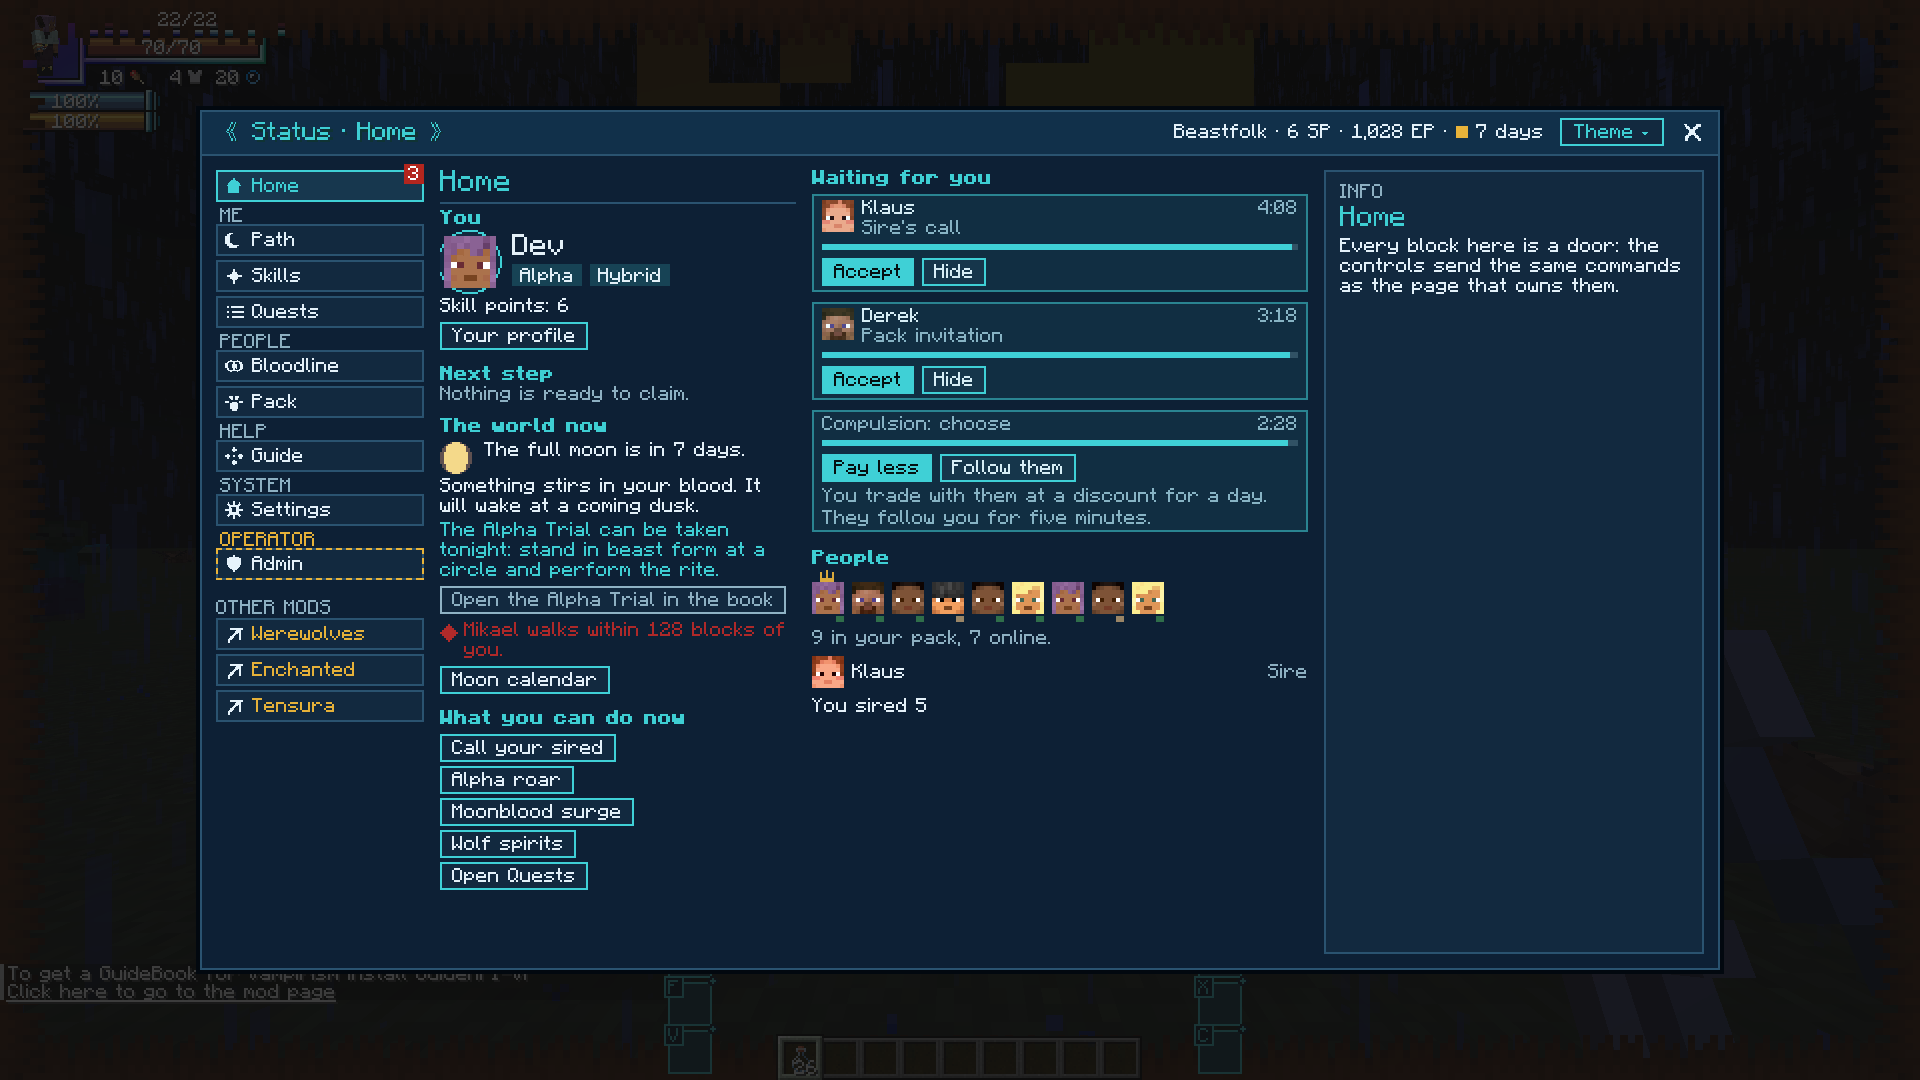 22/22
70/70
10 4 20
100%
100%
《 Status · Home 》
Beastfolk · 6 SP · 1,028 EP · 7 days
Theme
X
Home
3
ME
Path
Skills
Quests
PEOPLE
Bloodline
Pack
HELP
Guide
SYSTEM
Settings
OPERATOR
Admin
OTHER MODS
Werewolves
Enchanted
Tensura
Home
You
Dev
Alpha Hybrid
Skill points: 6
Your profile
Next step
Nothing is ready to claim.
The world now
The full moon is in 7 days.
Something stirs in your blood. It
will wake at a coming dusk.
The Alpha Trial can be taken
tonight: stand in beast form at a
circle and perform the rite.
Open the Alpha Trial in the book
Mikael walks within 128 blocks of
you.
Moon calendar
What you can do now
Call your sired
Alpha roar
Moonblood surge
Wolf spirits
Open Quests
Waiting for you
Klaus 4:08
Sire's call
Accept Hide
Derek 3:18
Pack invitation
Accept Hide
Compulsion: choose 2:28
Pay less Follow them
You trade with them at a discount for a day.
They follow you for five minutes.
People
9 in your pack, 7 online.
Klaus Sire
You sired 5
INFO
Home
Every block here is a door: the
controls send the same commands
as the page that owns them.
To get a GuideBook for Vampirism install
Click here to go to the mod page
F
V
X
C
26